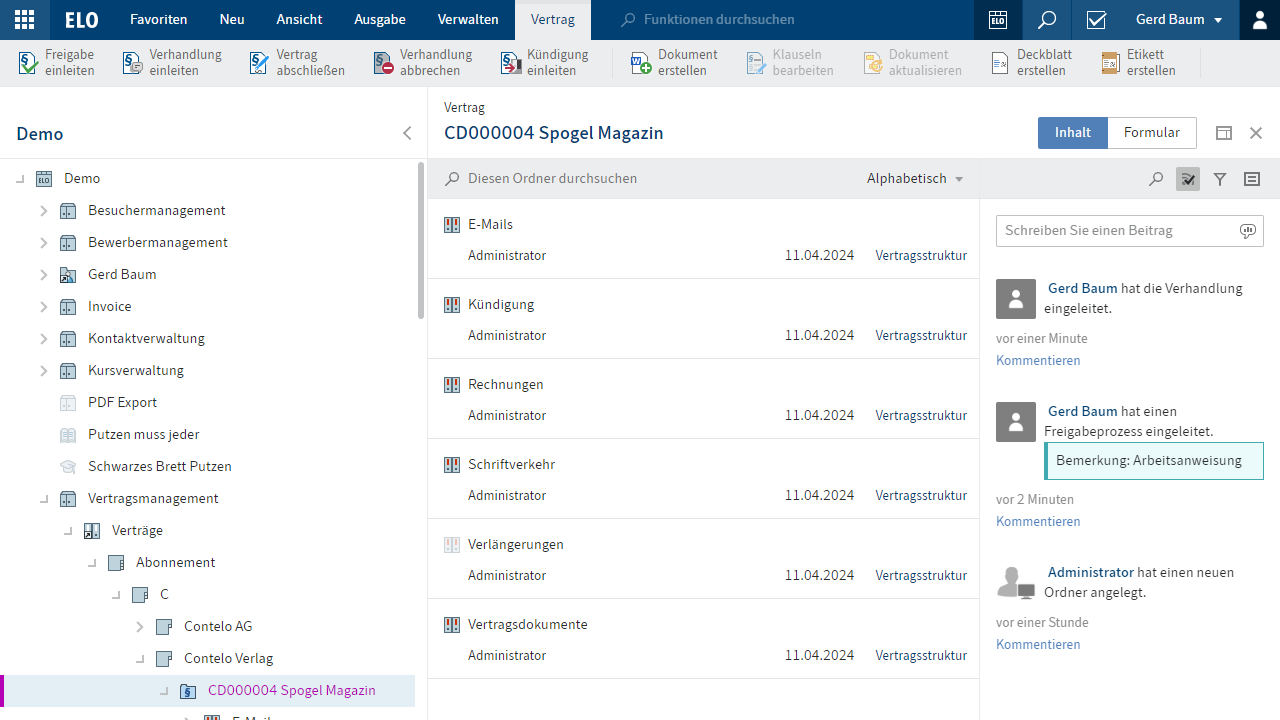 ELO
Favoriten
Neu
Ansicht
Ausgabe
Verwalten
Vertrag
Funktionen durchsuchen
ELO
Gerd Baum
Freigabe
einleiten
Verhandlung
einleiten
Vertrag
abschließen
Verhandlung
abbrechen
Kündigung
einleiten
Dokument
erstellen
Klauseln
bearbeiten
Dokument
aktualisieren
Deckblatt
erstellen
Etikett
erstellen
Demo
Demo
Besuchermanagement
Bewerbermanagement
Gerd Baum
Invoice
Kontaktverwaltung
Kursverwaltung
PDF Export
Putzen muss jeder
Schwarzes Brett Putzen
Vertragsmanagement
Verträge
Abonnement
C
Contelo AG
Contelo Verlag
CD000004 Spogel Magazin
Vertrag
CD000004 Spogel Magazin
Inhalt
Formular
Diesen Ordner durchsuchen
Alphabetisch
E-Mails
Administrator 11.04.2024 Vertragsstruktur
Kündigung
Administrator 11.04.2024 Vertragsstruktur
Rechnungen
Administrator 11.04.2024 Vertragsstruktur
Schriftverkehr
Administrator 11.04.2024 Vertragsstruktur
Verlängerungen
Administrator 11.04.2024 Vertragsstruktur
Vertragsdokumente
Administrator 11.04.2024 Vertragsstruktur
Schreiben Sie einen Beitrag
Gerd Baum hat die Verhandlung
eingeleitet.
vor einer Minute
Kommentieren
Gerd Baum hat einen
Freigabeprozess eingeleitet.
Bemerkung: Arbeitsanweisung
vor 2 Minuten
Kommentieren
Administrator hat einen neuen
Ordner angelegt.
vor einer Stunde
Kommentieren